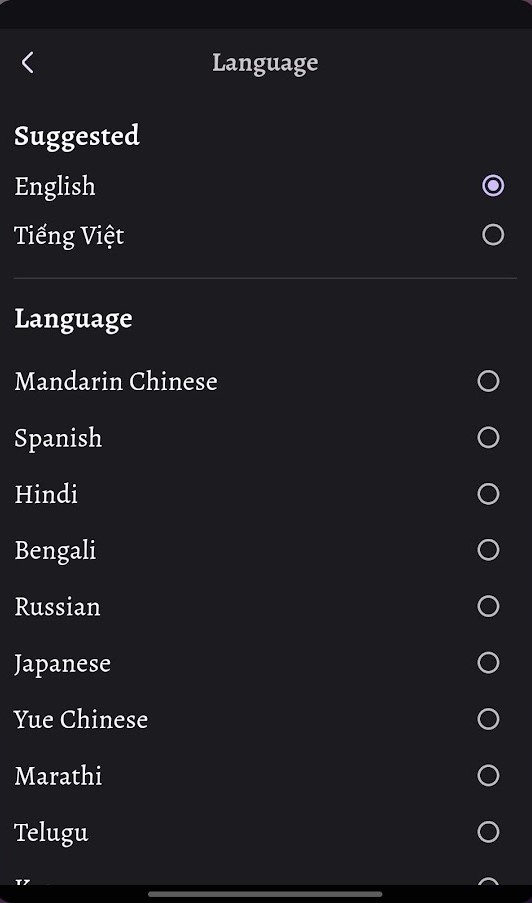 Language
Suggested
English
Tiếng Việt
Language
Mandarin Chinese
Spanish
Hindi
Bengali
Russian
Japanese
Yue Chinese
Marathi
Telugu